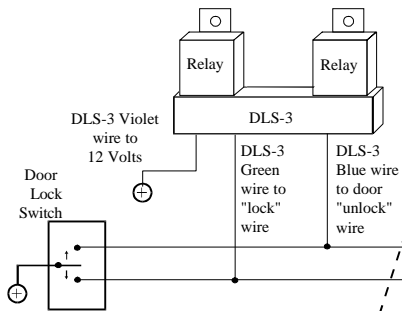 Relay
Relay
DLS-3
DLS-3 Violet
wire to
12 Volts
DLS-3
Green
wire to
"lock"
wire
DLS-3
Blue wire
to door
"unlock"
wire
Door
Lock
Switch